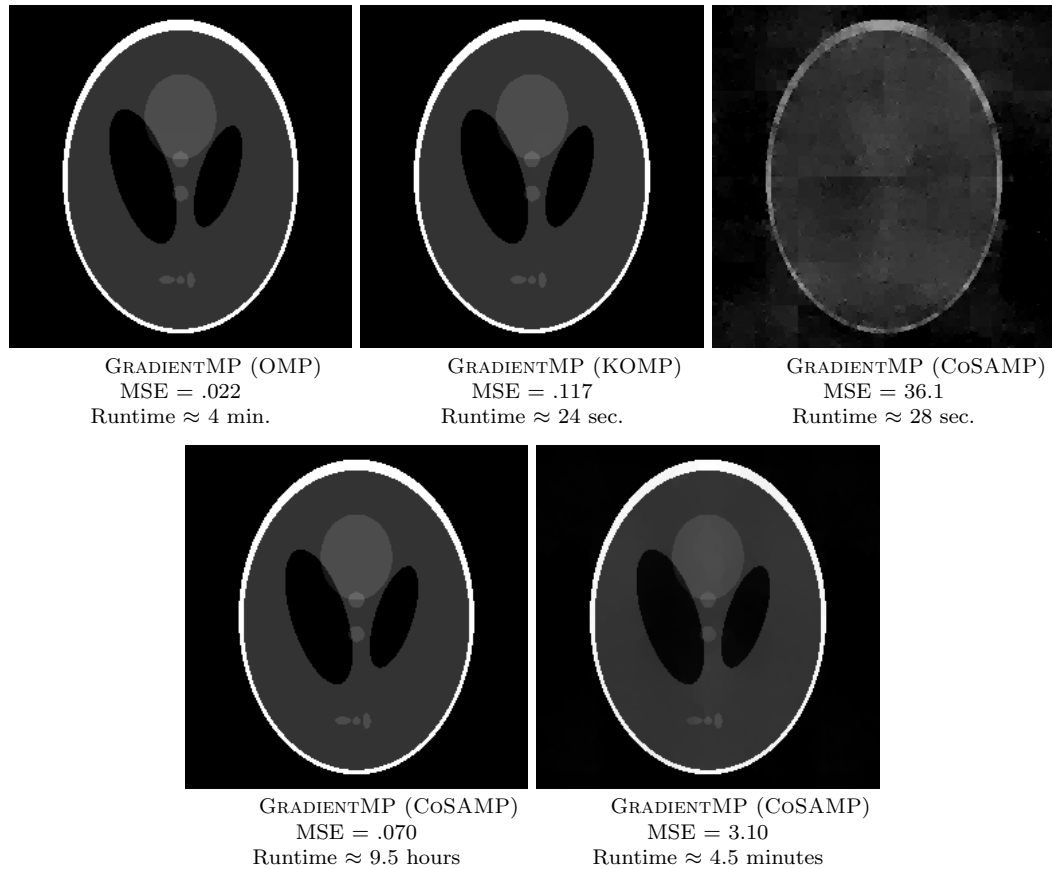 GRADIENTMP (OMP)
MSE = .022
Runtime ≈ 4 min.
GRADIENTMP (KOMP)
MSE = .117
Runtime ≈ 24 sec.
GRADIENTMP (COSAMP)
MSE = 36.1
Runtime ≈ 28 sec.
GRADIENTMP (COSAMP)
MSE = .070
Runtime ≈ 9.5 hours
GRADIENTMP (COSAMP)
MSE = 3.10
Runtime ≈ 4.5 minutes